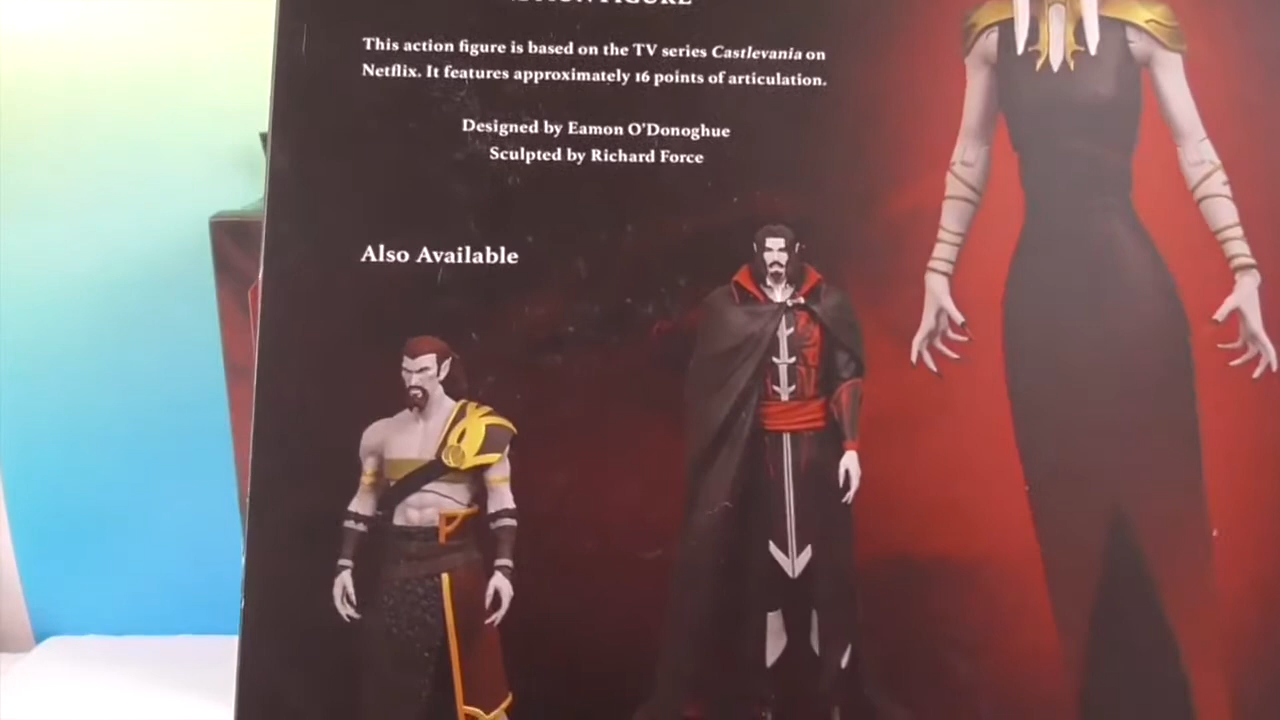 FIGURE
This action figure is based on the TV series Castlevania on
Netflix. It features approximately 16 points of articulation.
Designed by Eamon O'Donoghue
Sculpted by Richard Force
Also Available